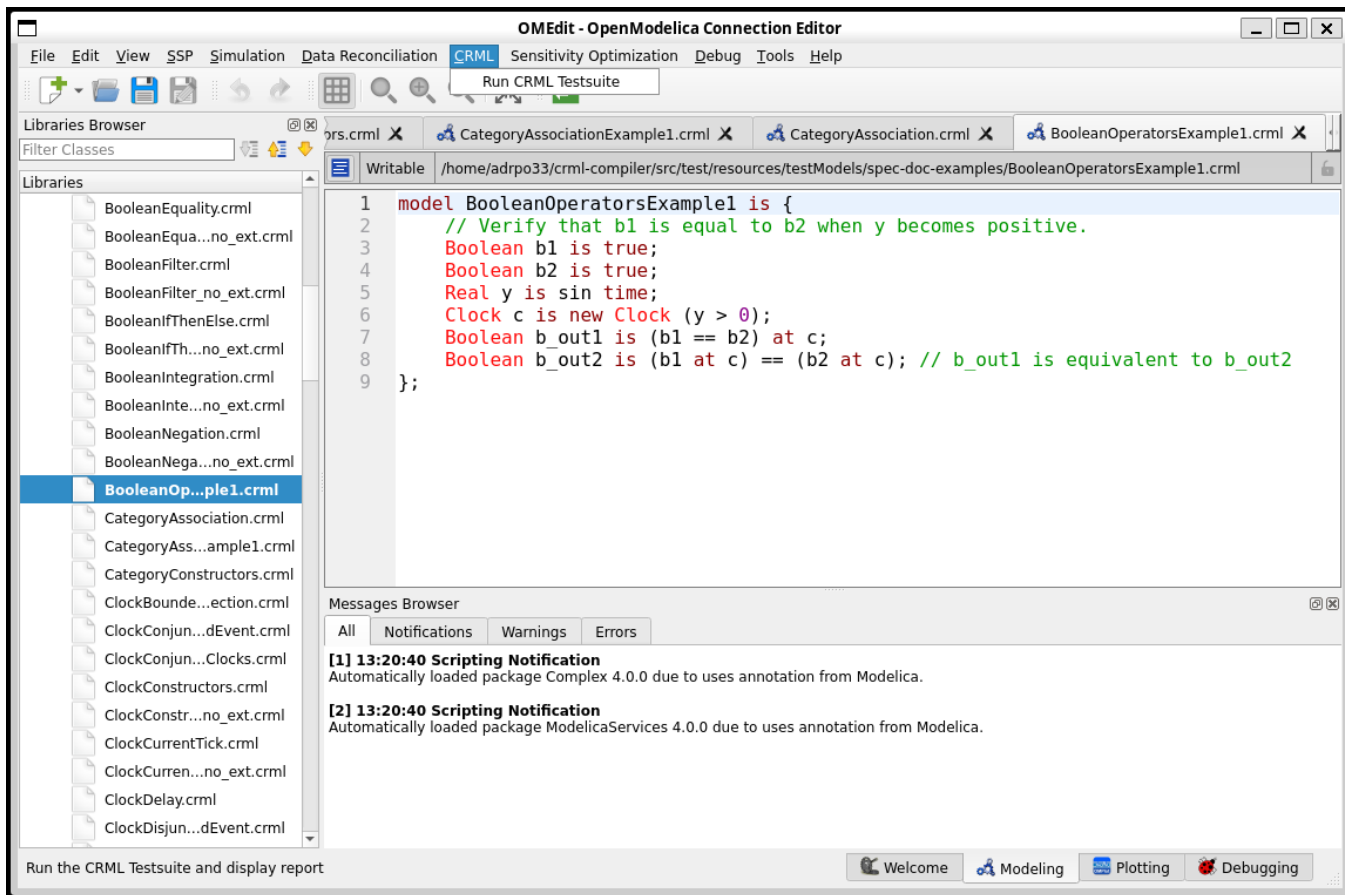 OMEdit - OpenModelica Connection Editor
File Edit View SSP Simulation Data Reconciliation CRML Sensitivity Optimization Debug Tools Help
Run CRML Testsuite
Libraries Browser
Filter Classes
Libraries
BooleanEquality.crml
BooleanEqua...no_ext.crml
BooleanFilter.crml
BooleanFilter_no_ext.crml
BooleanIfThenElse.crml
BooleanIfTh...no_ext.crml
BooleanIntegration.crml
BooleanInte...no_ext.crml
BooleanNegation.crml
BooleanNega...no_ext.crml
BooleanOp...ple1.crml
CategoryAssociation.crml
CategoryAss...ample1.crml
CategoryConstructors.crml
ClockBounde...ection.crml
ClockConjun...dEvent.crml
ClockConjun...Clocks.crml
ClockConstructors.crml
ClockConstr...no_ext.crml
ClockCurrentTick.crml
ClockCurren...no_ext.crml
ClockDelay.crml
ClockDisjun...dEvent.crml
ors.crml CategoryAssociationExample1.crml CategoryAssociation.crml BooleanOperatorsExample1.crml
Writable /home/adrpo33/crml-compiler/src/test/resources/testModels/spec-doc-examples/BooleanOperatorsExample1.crml
1 model BooleanOperatorsExample1 is {
2 // Verify that b1 is equal to b2 when y becomes positive.
3 Boolean b1 is true;
4 Boolean b2 is true;
5 Real y is sin time;
6 Clock c is new Clock (y > 0);
7 Boolean b_out1 is (b1 == b2) at c;
8 Boolean b_out2 is (b1 at c) == (b2 at c); // b_out1 is equivalent to b_out2
9 };
Messages Browser
All Notifications Warnings Errors
[1] 13:20:40 Scripting Notification
Automatically loaded package Complex 4.0.0 due to uses annotation from Modelica.
[2] 13:20:40 Scripting Notification
Automatically loaded package ModelicaServices 4.0.0 due to uses annotation from Modelica.
Run the CRML Testsuite and display report
Welcome Modeling Plotting Debugging